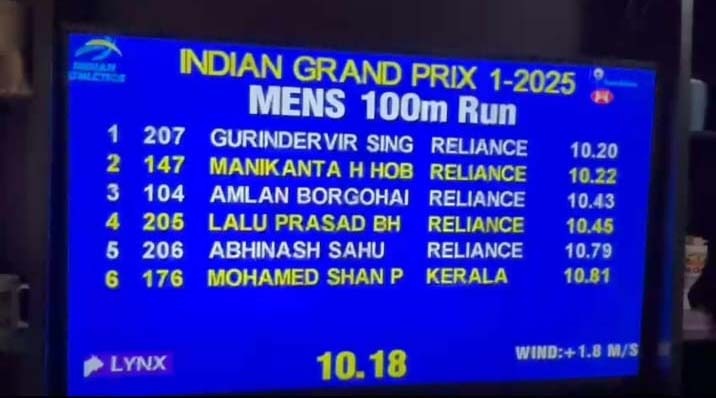 INDIAN ATHLETICS
INDIAN GRAND PRIX 1-2025
MENS 100m Run
1 207 GURINDERVIR SING RELIANCE 10.20
2 147 MANIKANTA H HOB RELIANCE 10.22
3 104 AMLAN BORGOHAI RELIANCE 10.43
4 205 LALU PRASAD BH RELIANCE 10.45
5 206 ABHINASH SAHU RELIANCE 10.79
6 176 MOHAMED SHAN P KERALA 10.81
LYNX 10.18 WIND:+1.8 M/S